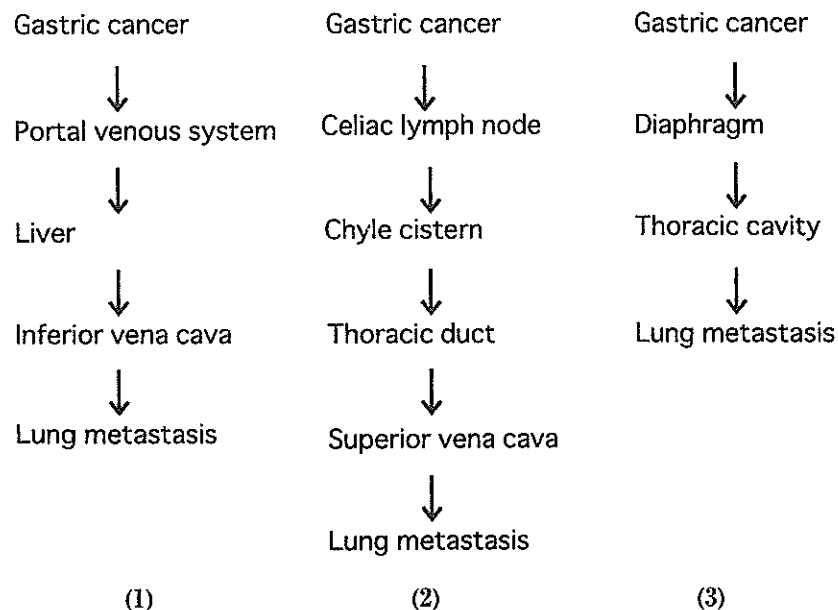 Gastric cancer
Portal venous system
Liver
Inferior vena cava
Lung metastasis
(1)
Gastric cancer
Celiac lymph node
Chyle cistern
Thoracic duct
Superior vena cava
Lung metastasis
(2)
Gastric cancer
Diaphragm
Thoracic cavity
Lung metastasis
(3)